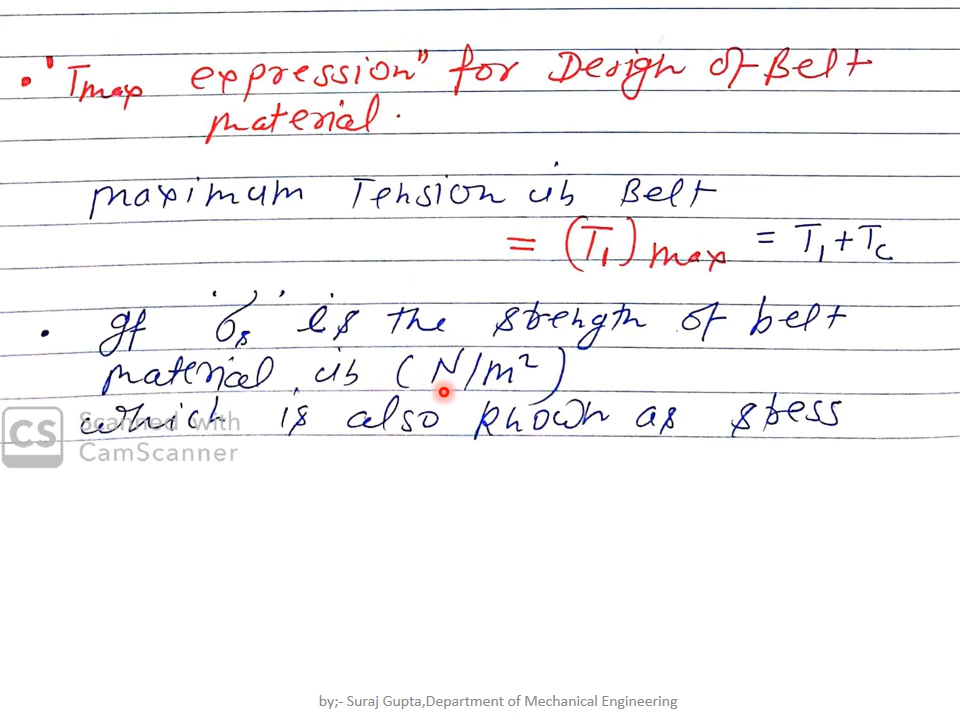 • "Tmax expression" for Design of Belt
material.
maximum Tension in Belt
= (T₁) max = T₁ + Tc
• If 'σs' is the strength of belt
material in (N/m²)
which is also known as stess
CS Scanned with
CamScanner
by;- Suraj Gupta,Department of Mechanical Engineering